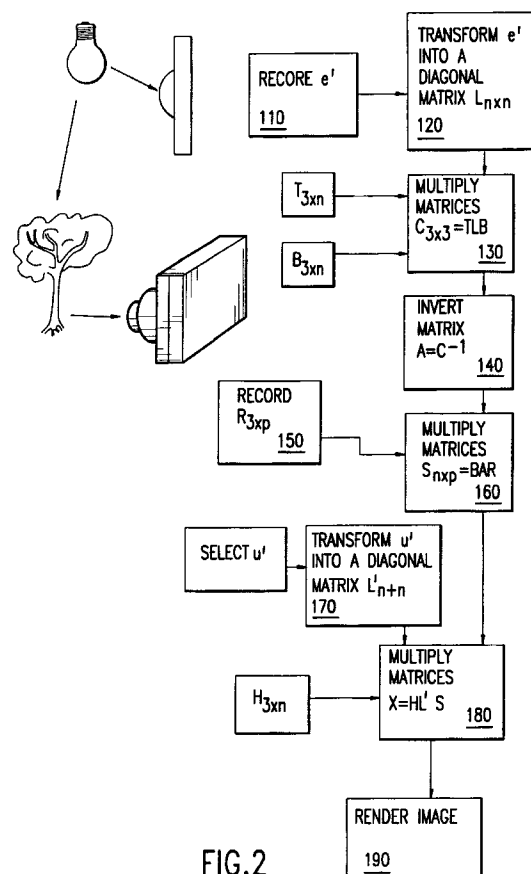 RECORE e'
110
TRANSFORM e'
INTO A
DIAGONAL
MATRIX Lnxn
120
T3xn
B3xn
MULTIPLY
MATRICES
C3x3=TLB
130
INVERT
MATRIX
A=C-1
140
RECORD
R3xp
150
MULTIPLY
MATRICES
Snxp=BAR
160
SELECT u'
TRANSFORM u'
INTO A DIAGONAL
MATRIX L'n+n
170
H3xn
MULTIPLY
MATRICES
X=HL' S
180
RENDER IMAGE
190
FIG.2